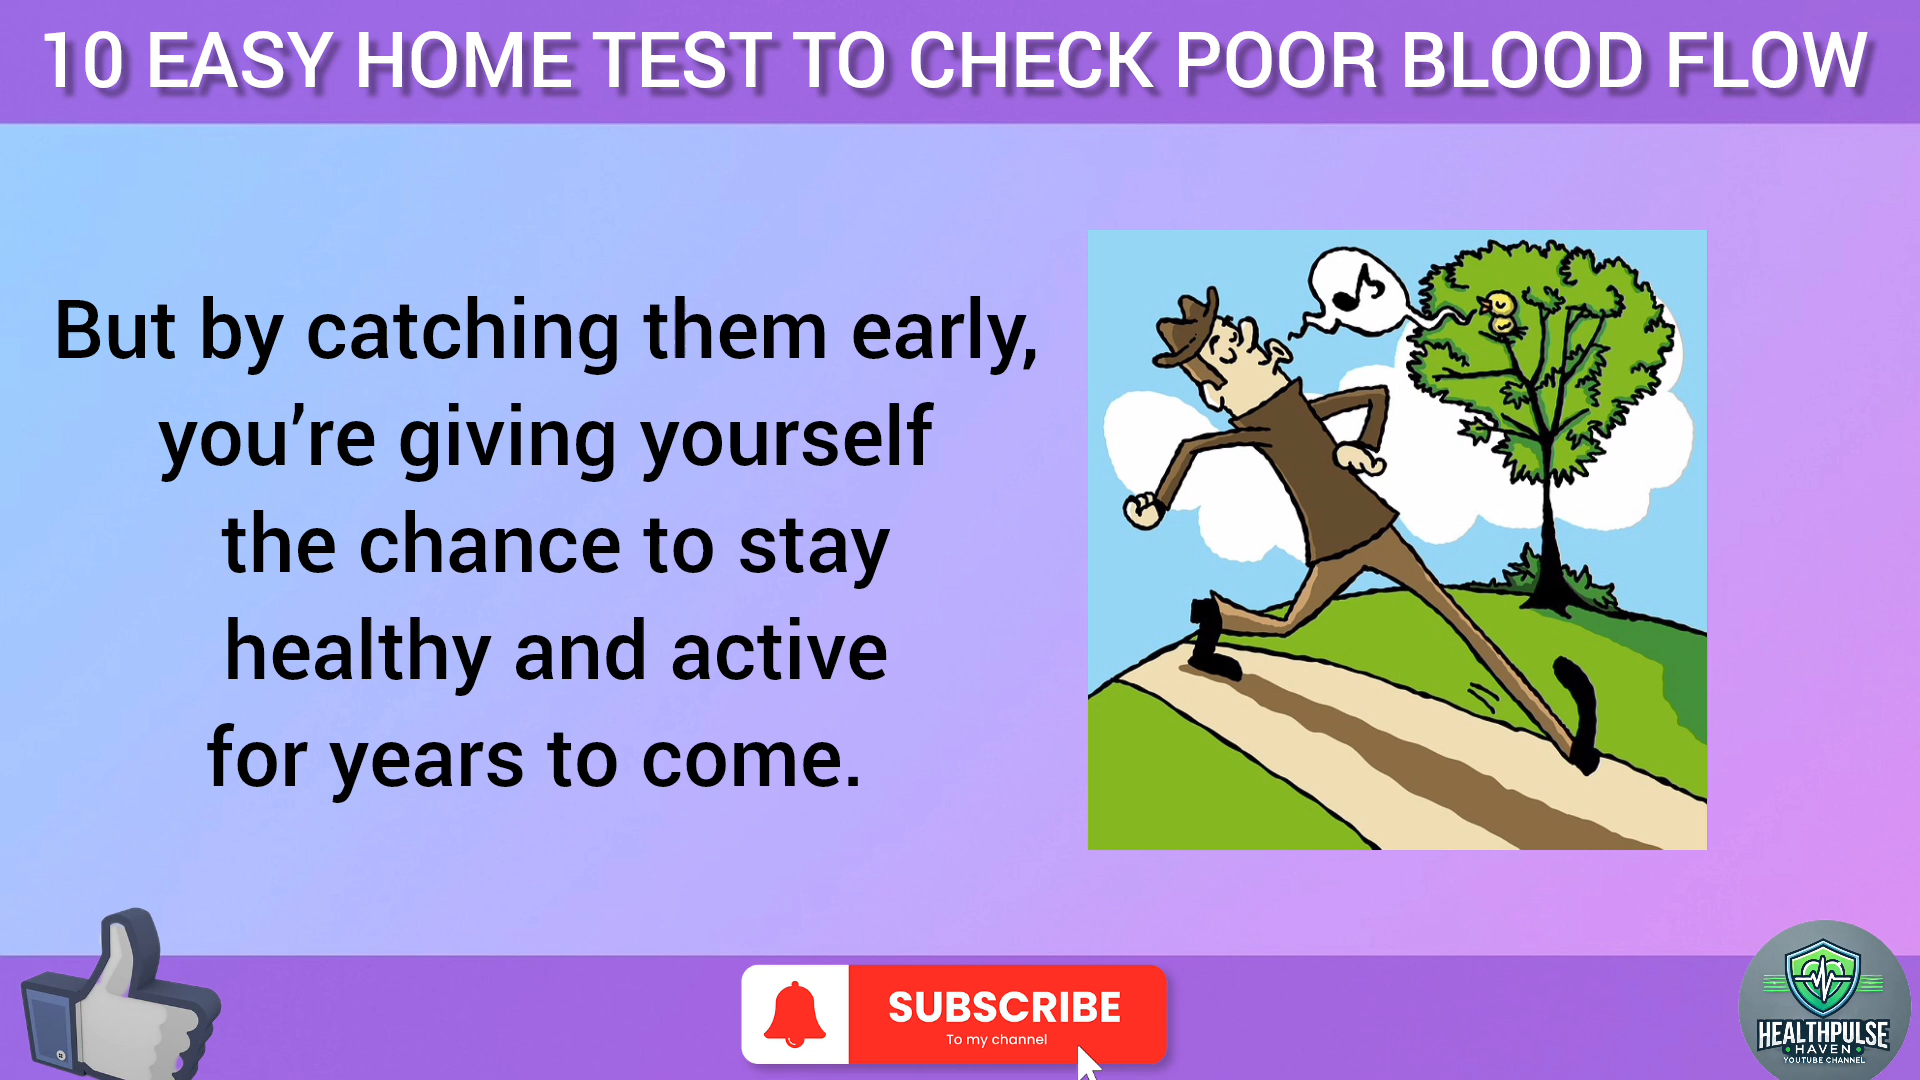 10 EASY HOME TEST TO CHECK POOR BLOOD FLOW
But by catching them early,
you’re giving yourself
the chance to stay
healthy and active
for years to come.
SUBSCRIBE
To my channel
HEALTHPULSE
HAVEN
YOUTUBE CHANNEL